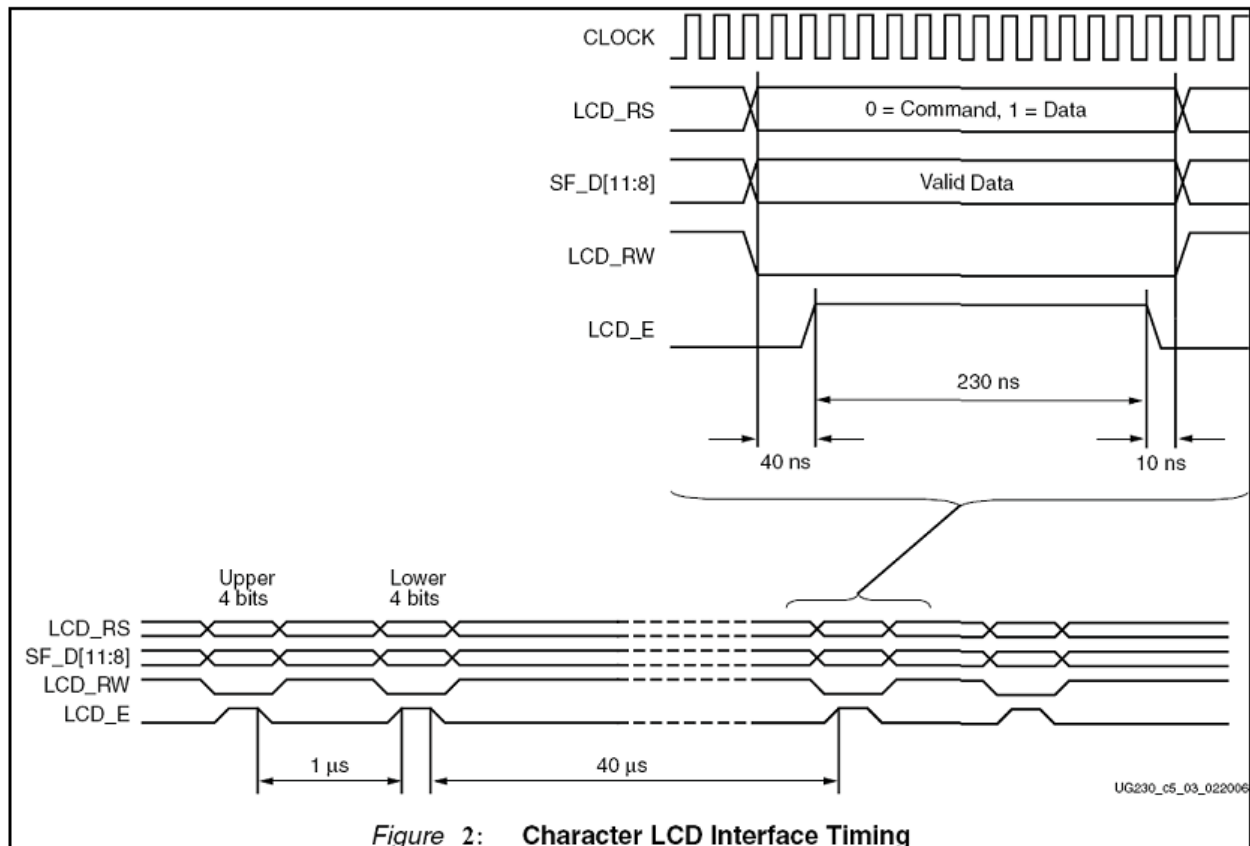 CLOCK
LCD_RS
0 = Command, 1 = Data
SF_D[11:8]
Valid Data
LCD_RW
LCD_E
230 ns
40 ns
10 ns
Upper
4 bits
Lower
4 bits
LCD_RS
SF_D[11:8]
LCD_RW
LCD_E
1 μs
40 μs
UG230_c5_03_022006
Figure 2: Character LCD Interface Timing